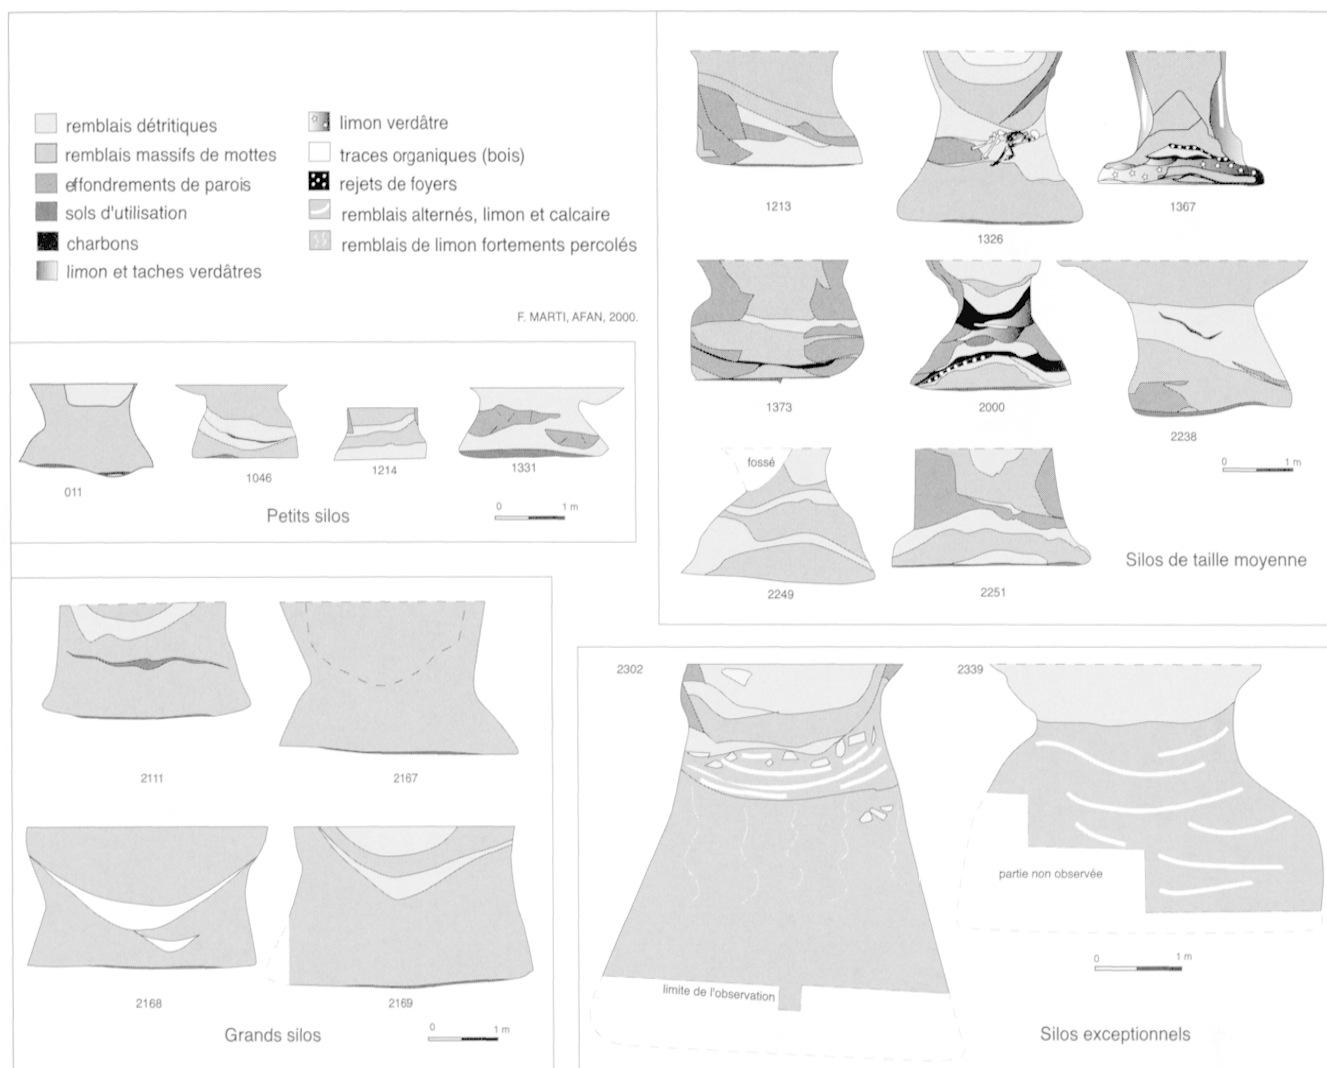 remblais détritiques
remblais massifs de mottes
effondrements de parois
sols d'utilisation
charbons
limon et taches verdâtres
limon verdâtre
traces organiques (bois)
rejets de foyers
remblais alternés, limon et calcaire
remblais de limon fortements percolés
F. MARTI, AFAN, 2000.
011
1046
1214
1331
Petits silos
0 1 m
1213
1326
1367
1373
2000
2238
0 1 m
fossé
2249
2251
Silos de taille moyenne
2111
2167
2168
2169
Grands silos
0 1 m
2302
2339
partie non observée
limite de l'observation
0 1 m
Silos exceptionnels